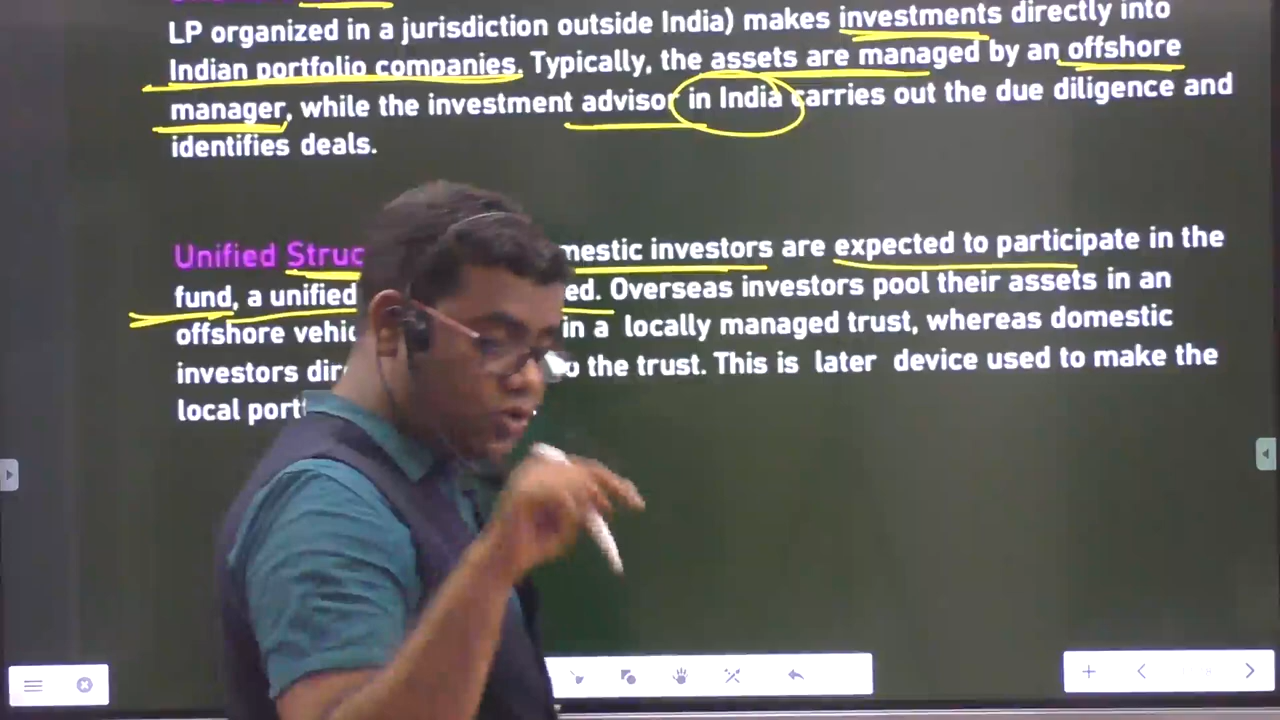 LP organized in a jurisdiction outside India) makes investments directly into
Indian portfolio companies. Typically, the assets are managed by an offshore
manager, while the investment advisor in India carries out the due diligence and
identifies deals.
Unified Struc mestic investors are expected to participate in the
fund, a unified ed. Overseas investors pool their assets in an
offshore vehic in a locally managed trust, whereas domestic
investors dire o the trust. This is later device used to make the
local port